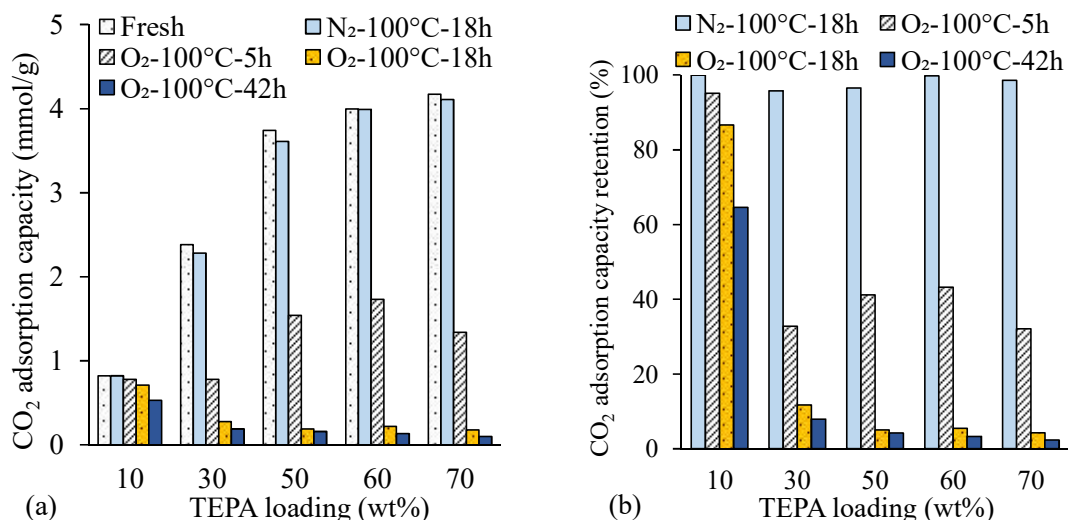 Fresh
N₂-100°C-18h
O₂-100°C-5h
O₂-100°C-18h
O₂-100°C-42h
CO₂ adsorption capacity (mmol/g)
5
4
3
2
1
0
10 30 50 60 70
TEPA loading (wt%)
(a)
N₂-100°C-18h
O₂-100°C-5h
O₂-100°C-18h
O₂-100°C-42h
CO₂ adsorption capacity retention (%)
100
80
60
40
20
0
10 30 50 60 70
TEPA loading (wt%)
(b)